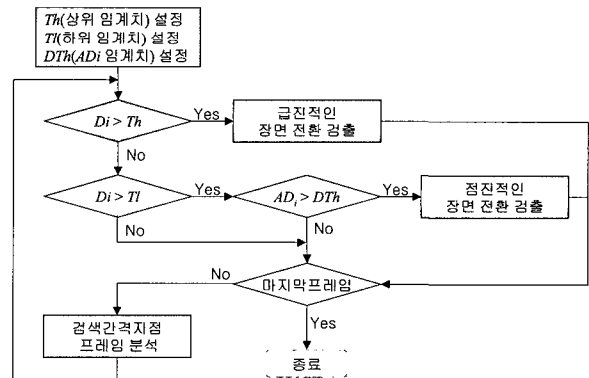 Th(상위 임계치) 설정
Tl(하위 임계치) 설정
DTh(ADi 임계치) 설정
Di > Th
Yes
급진적인
장면 전환 검출
No
Di > Tl
Yes
ADi > DTh
Yes
점진적인
장면 전환 검출
No
No
마지막프레임
No
Yes
검색간격지점
프레임 분석
종료